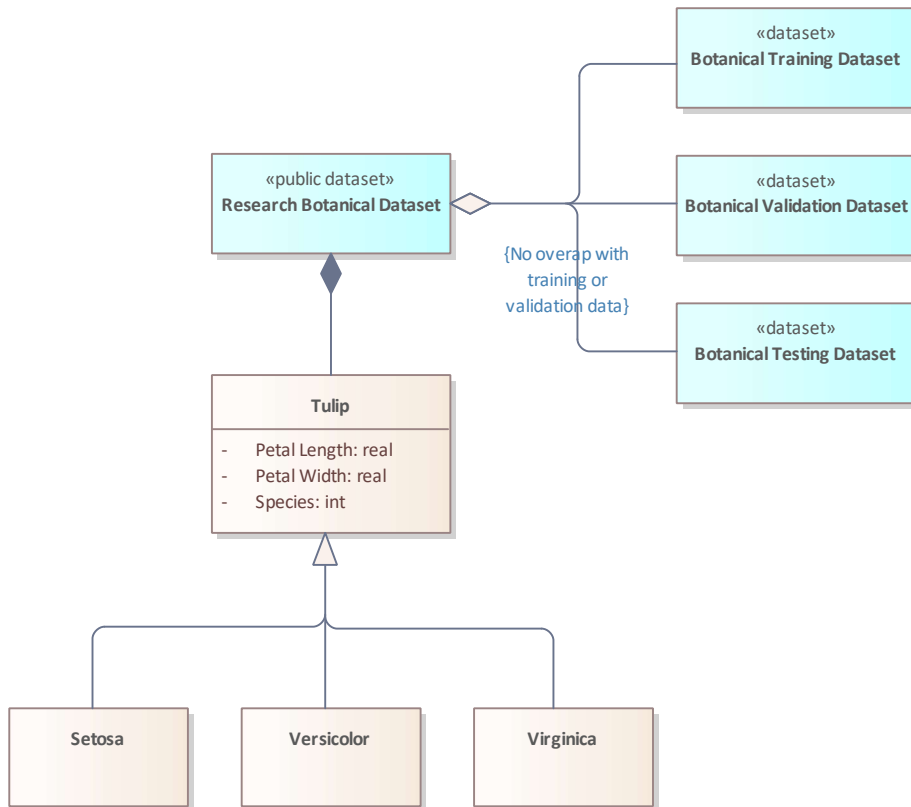 «dataset»
Botanical Training Dataset
«public dataset»
Research Botanical Dataset
«dataset»
Botanical Validation Dataset
{No overap with
training or
validation data}
«dataset»
Botanical Testing Dataset
Tulip
- Petal Length: real
- Petal Width: real
- Species: int
Setosa
Versicolor
Virginica